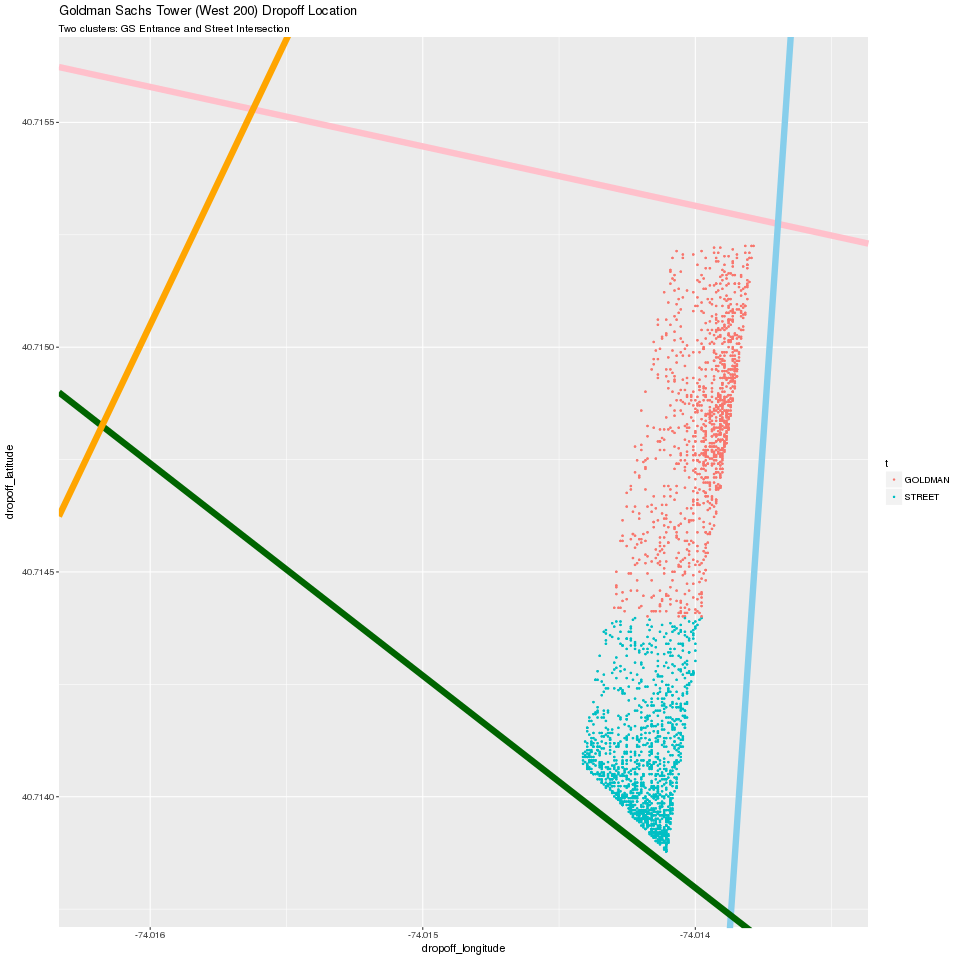 Goldman Sachs Tower (West 200) Dropoff Location
Two clusters: GS Entrance and Street Intersection
40.7155
40.7150
40.7145
40.7140
dropoff_latitude
-74.016
-74.015
-74.014
dropoff_longitude
t
GOLDMAN
STREET